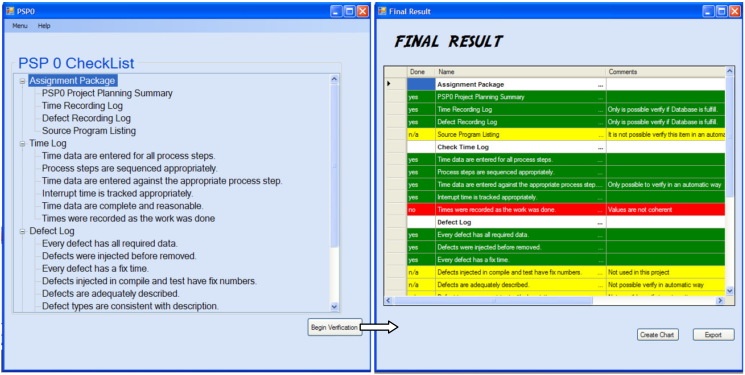 PSP0
Menu Help
PSP 0 CheckList
Assignment Package
PSP0 Project Planning Summary
Time Recording Log
Defect Recording Log
Source Program Listing
Time Log
Time data are entered for all process steps.
Process steps are sequenced appropriately.
Time data are entered against the appropriate process step.
Interrupt time is tracked appropriately.
Time data are complete and reasonable.
Times were recorded as the work was done
Defect Log
Every defect has all required data.
Defects were injected before removed.
Every defect has a fix time.
Defects injected in compile and test have fix numbers.
Defects are adequately described.
Defect types are consistent with description.
Begin Verification
Final Result
FINAL RESULT
Done Name Comments
Assignment Package ...
yes PSP0 Project Planning Summary ...
yes Time Recording Log ... Only is possible verify if Database is fulfill.
yes Defect Recording Log ... Only is possible verify if Database is fulfill.
n/a Source Program Listing ... It is not possible verify this item in an automa
Check Time Log ...
yes Time data are entered for all process steps. ...
yes Process steps are sequenced appropriately. ...
yes Time data are entered against the appropriate process step.... Only possible to verify in an automatic way
yes Interrupt time is tracked appropriately. ...
no Times were recorded as the work was done. ... Values are not coherent
Defect Log ...
yes Every defect has all required data. ...
yes Defects were injected before removed. ...
yes Every defect has a fix time. ...
n/a Defects injected in compile and test have fix numbers. ... Not used in this project
n/a Defects are adequately described. ... Not possible verify in automatic way
Create Chart Export